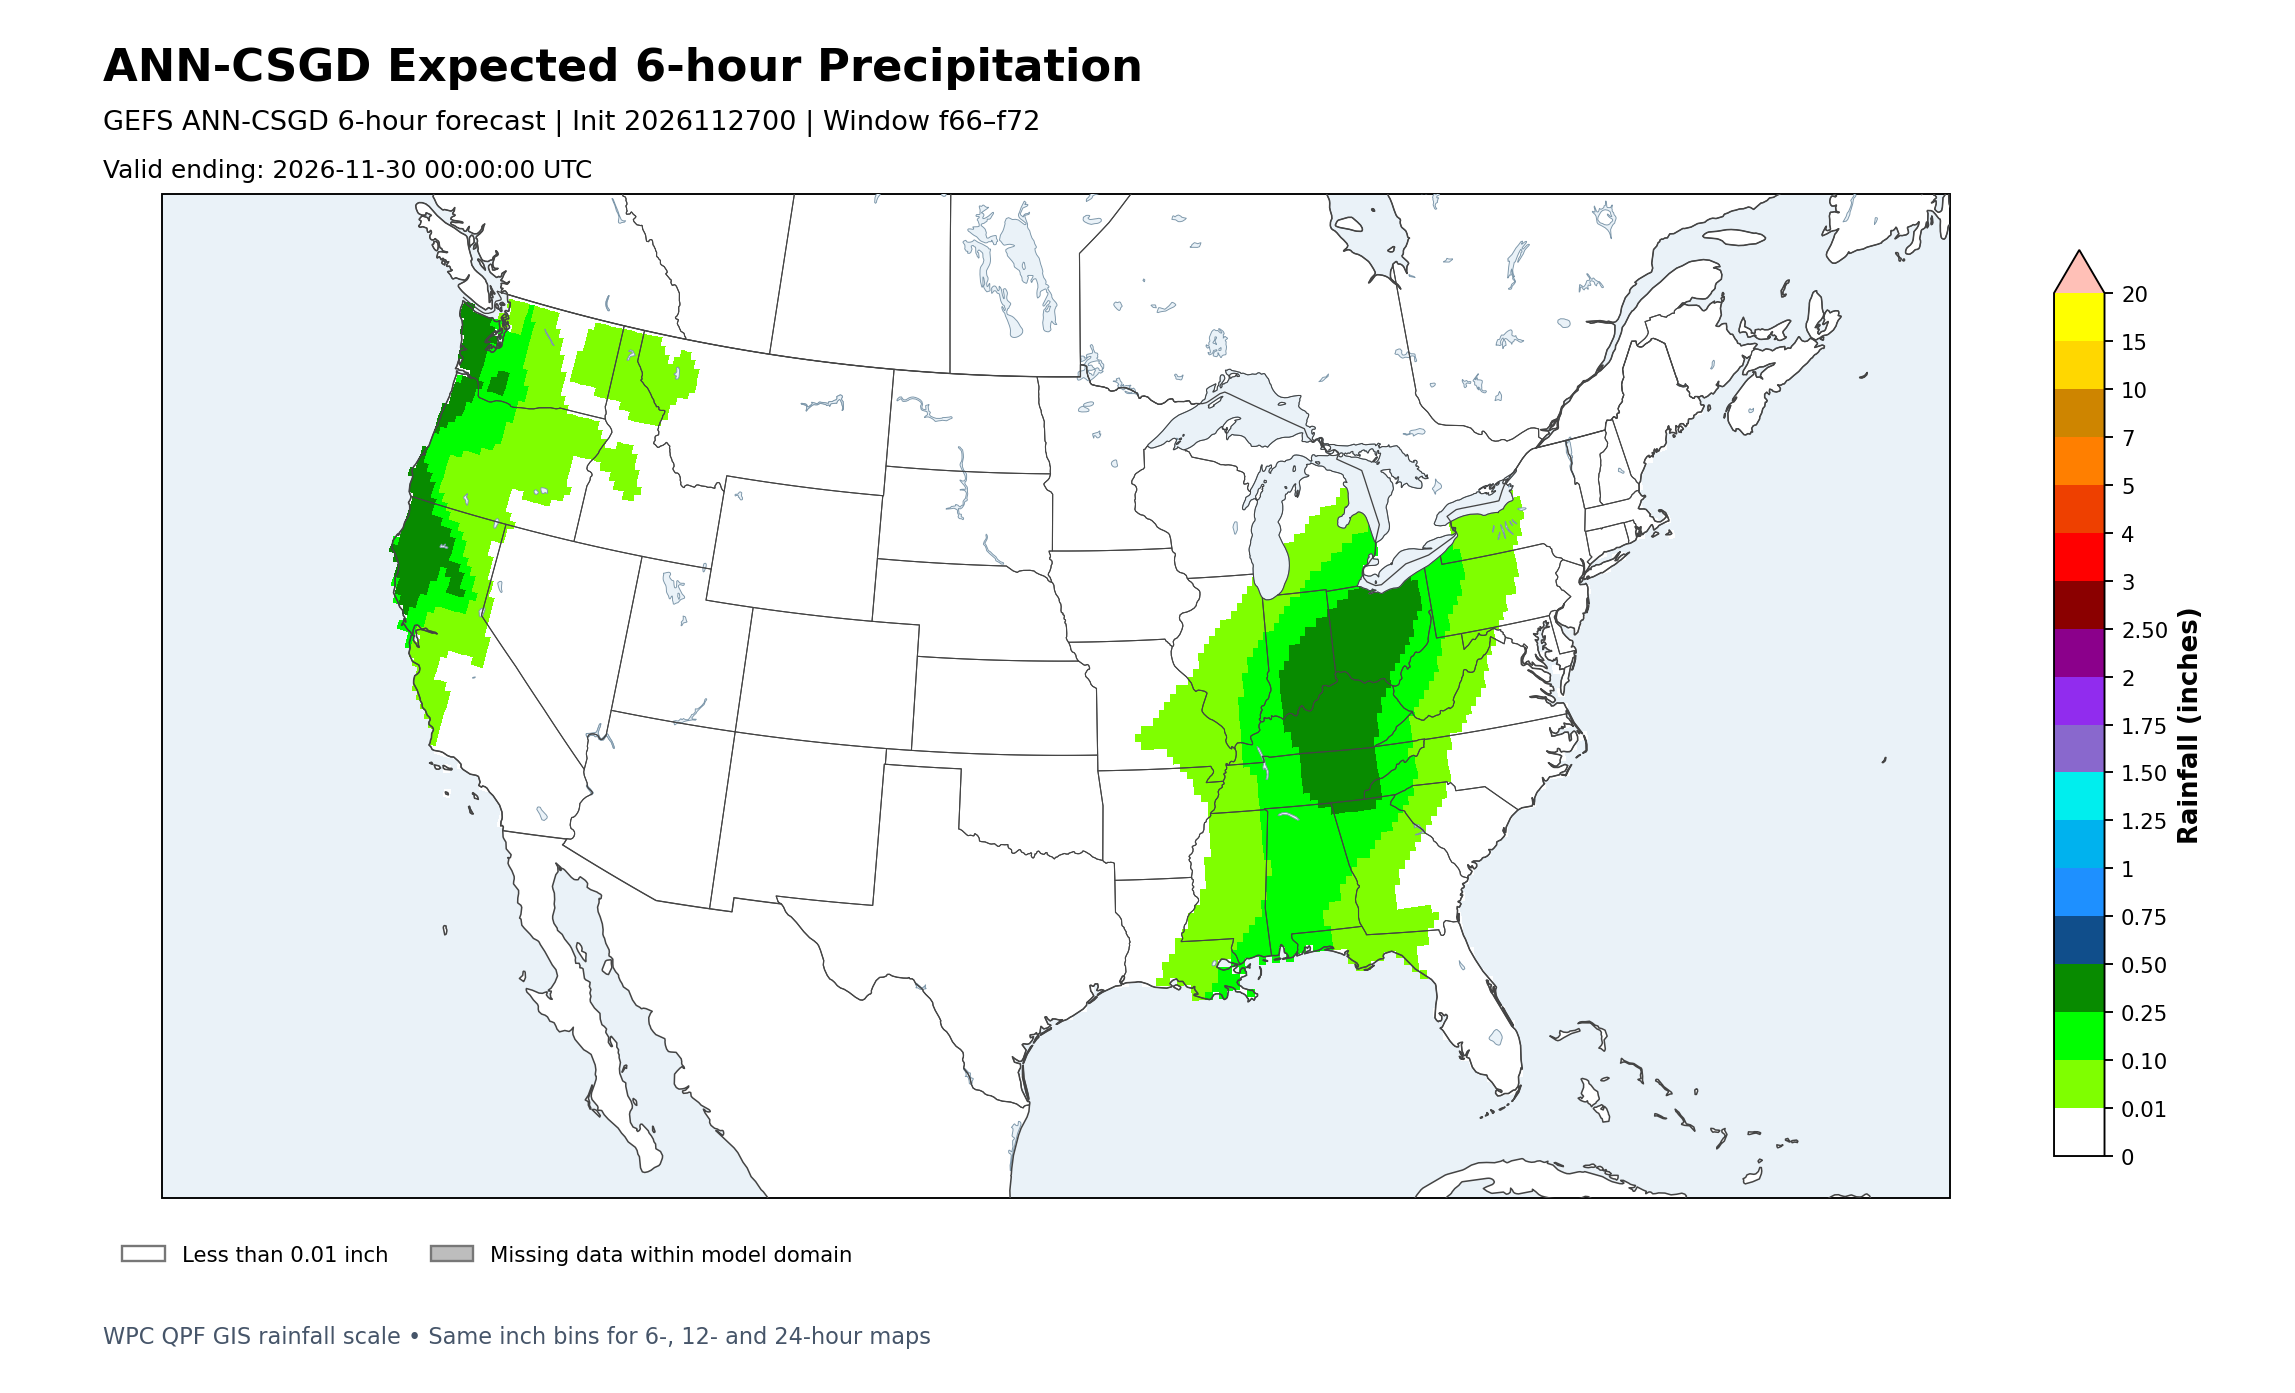 ANN-CSGD Expected 6-hour Precipitation
GEFS ANN-CSGD 6-hour forecast | Init 2026112700 | Window f66–f72
Valid ending: 2026-11-30 00:00:00 UTC
20
15
10
7
5
4
3
2.50
2
1.75
1.50
1.25
1
0.75
0.50
0.25
0.10
0.01
0
Rainfall (inches)
Less than 0.01 inch
Missing data within model domain
WPC QPF GIS rainfall scale • Same inch bins for 6-, 12- and 24-hour maps